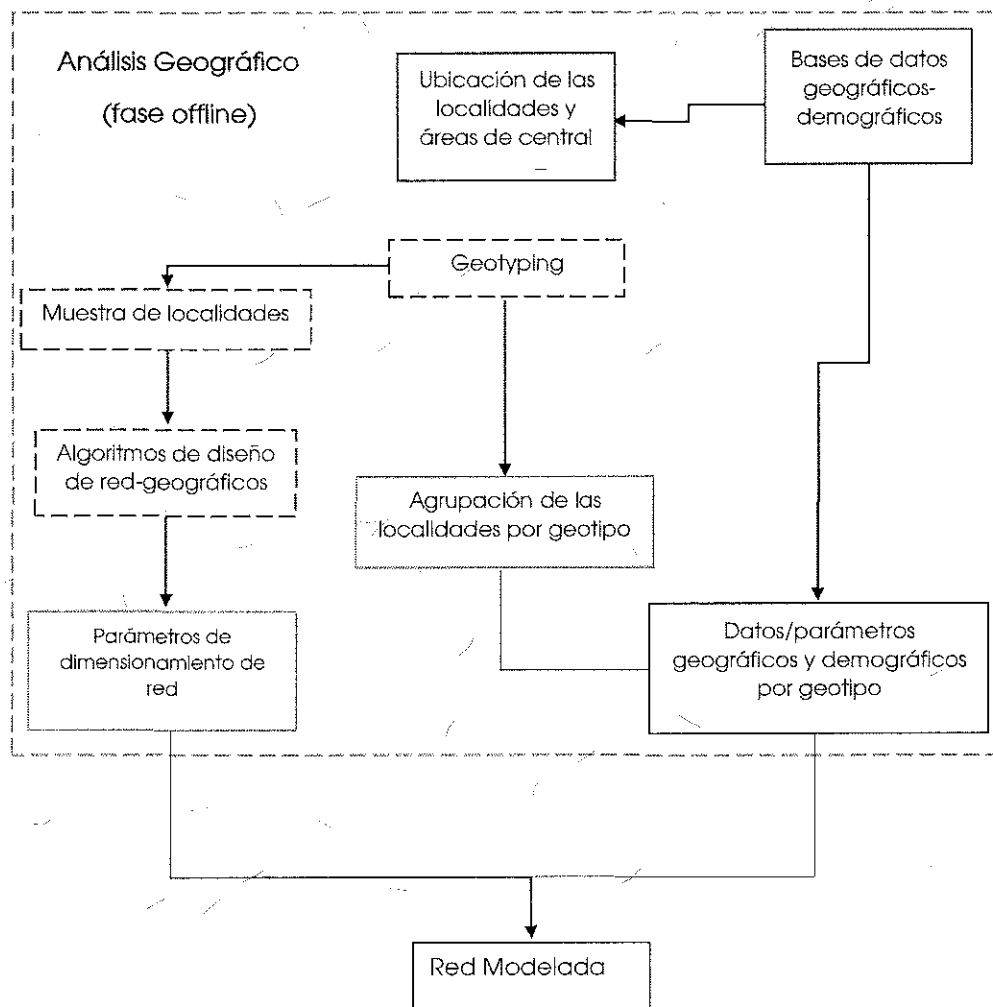 Análisis Geográfico
(fase offline)
Ubicación de las
localidades y
áreas de central
Bases de datos
geográficos-
demográficos
Geotyping
Muestra de localidades
Algoritmos de diseño
de red-geográficos
Agrupación de las
localidades por geotipo
Parámetros de
dimensionamiento de
red
Datos/parámetros
geográficos y demográficos
por geotipo
Red Modelada